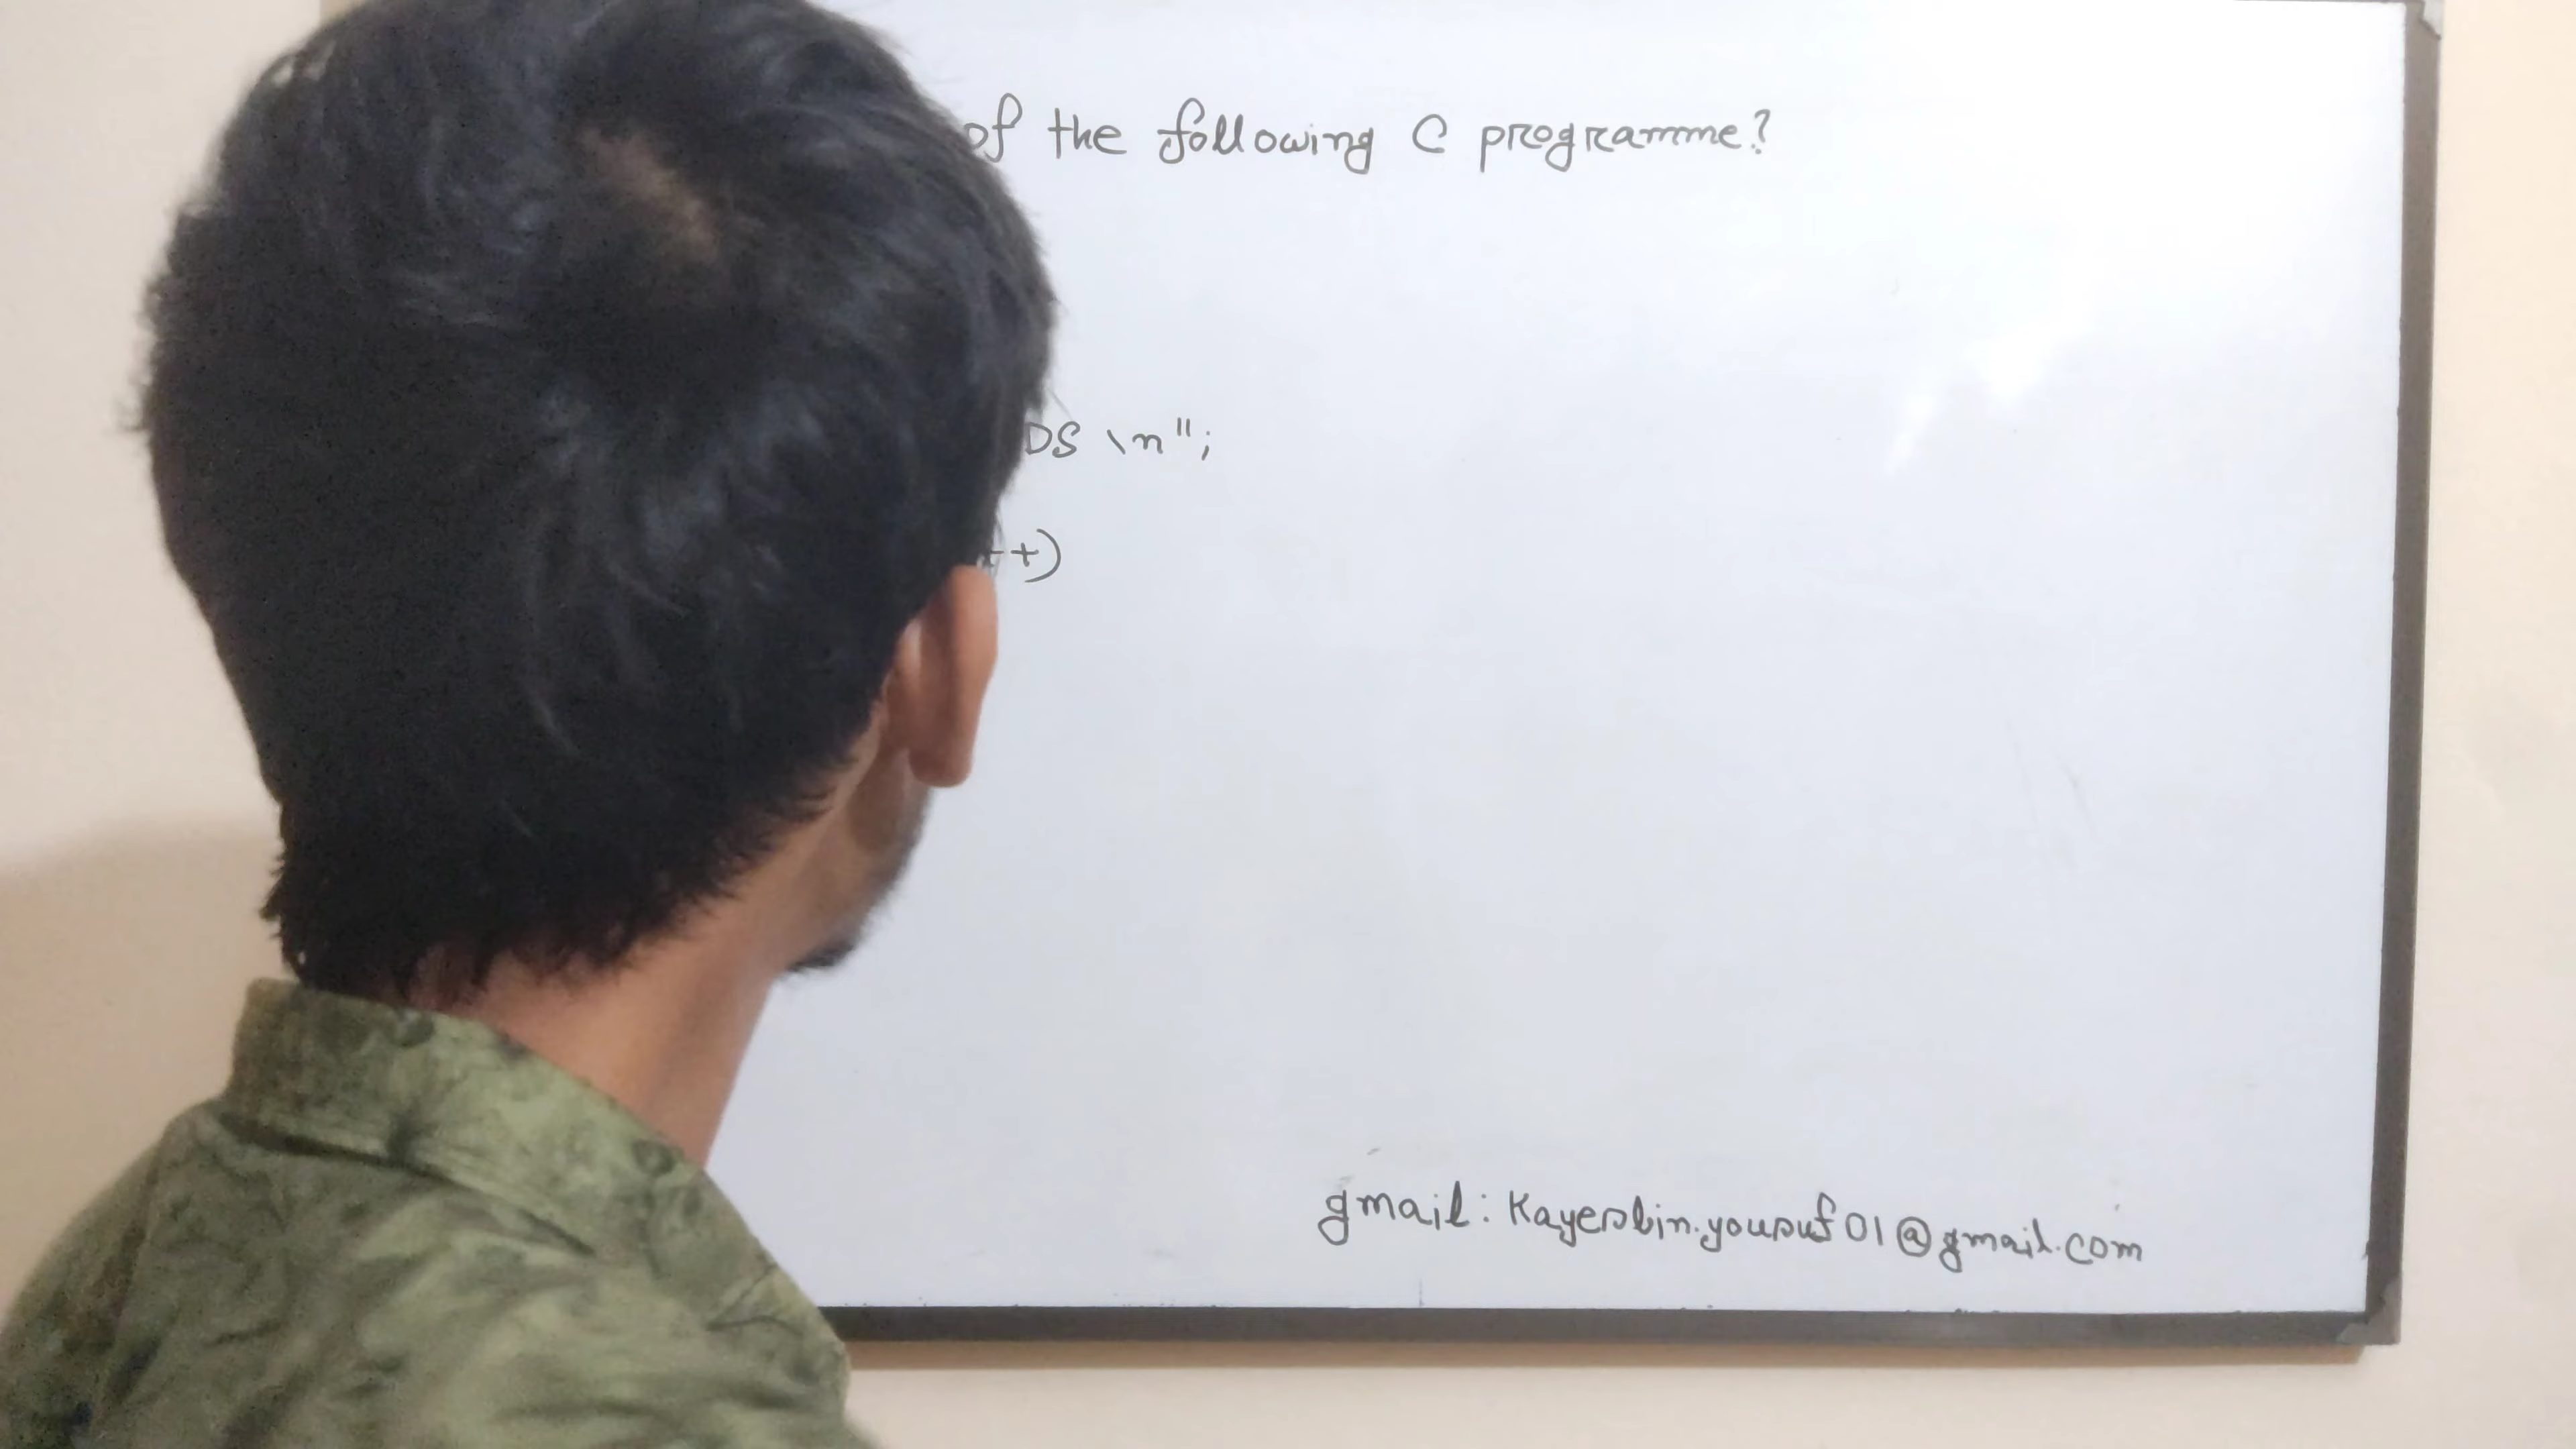 of the following C programme?
DS \n";
++)
gmail: Kayesbin.yousuf01@gmail.com